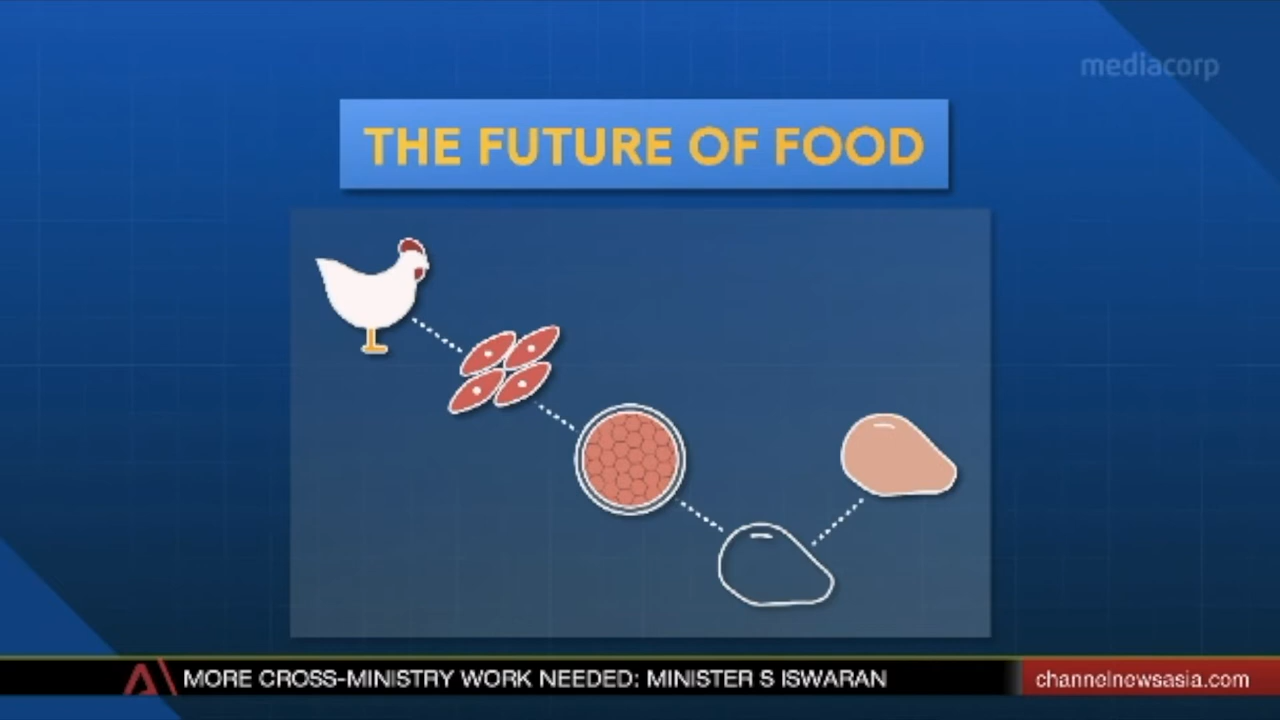 mediacorp
THE FUTURE OF FOOD
MORE CROSS-MINISTRY WORK NEEDED: MINISTER S ISWARAN
channelnewsasia.com